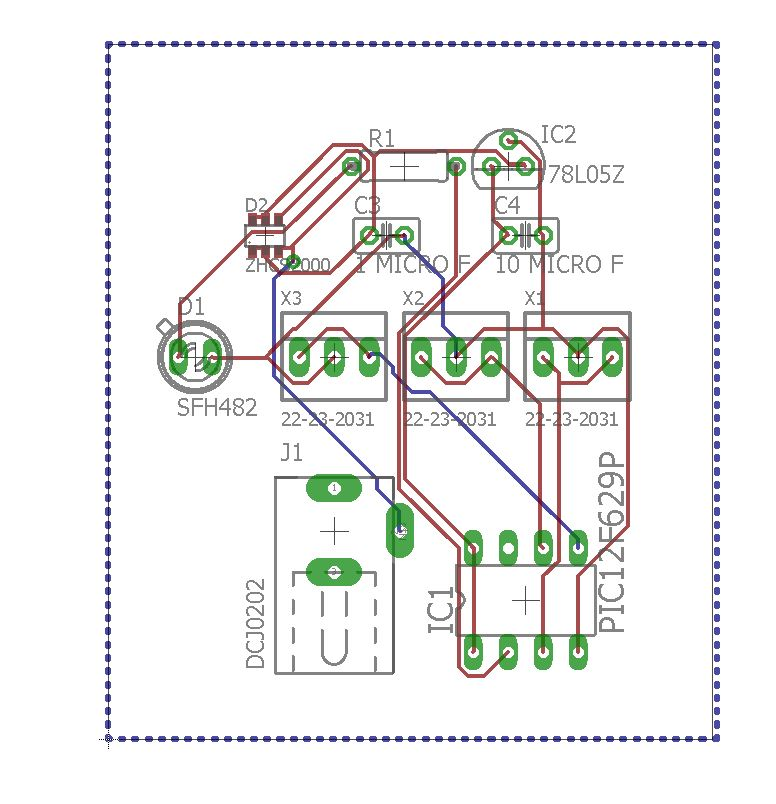 R1
IC2
78L05Z
D2
C3
C4
1 MICRO F
10 MICRO F
D1
X3
X2
X1
SFH482
22-23-2031
22-23-2031
22-23-2031
J1
1
DCJ0202
IC1
PIC12F629P